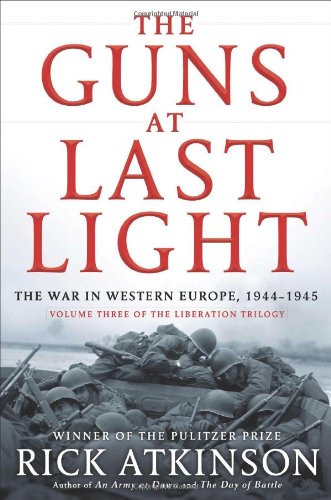 THE
GUNS
AT
LAST
LIGHT
THE WAR IN WESTERN EUROPE, 1944–1945
VOLUME THREE OF THE LIBERATION TRILOGY
WINNER OF THE PULITZER PRIZE
RICK ATKINSON
Author of An Army at Dawn and The Day of Battle